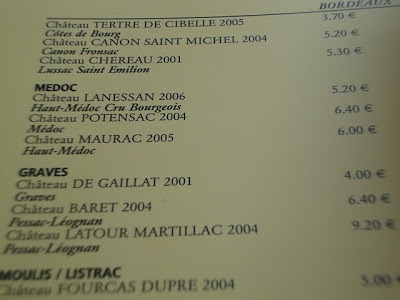 BORDEAUX
Château TERTRE DE CIBELLE 2005 3.70 €
Côtes de Bourg
Château CANON SAINT MICHEL 2004 5.20 €
Canon Fronsac
Château CHEREAU 2001 5.30 €
Lussac Saint Emilion
MEDOC
Château LANESSAN 2006 5.20 €
Haut-Médoc Cru Bourgeois
Château POTENSAC 2004 6.40 €
Médoc
Château MAURAC 2005 6.00 €
Haut-Médoc
GRAVES
Château DE GAILLAT 2001 4.00 €
Graves
Château BARET 2004 6.40 €
Pessac-Léognan
Château LATOUR MARTILLAC 2004 9.20 €
Pessac-Léognan
MOULIS / LISTRAC
Château FOURCAS DUPRE 2004 5.00 €